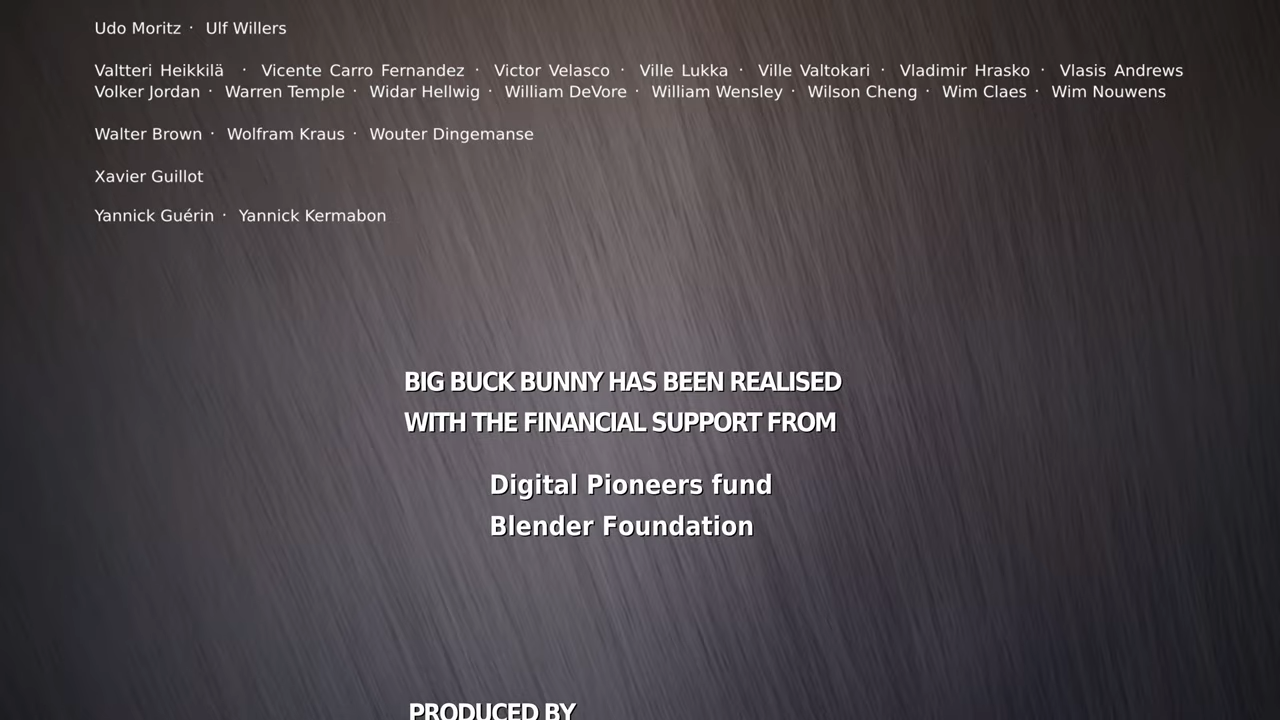 Udo Moritz · Ulf Willers
Valtteri Heikkilä · Vicente Carro Fernandez · Victor Velasco · Ville Lukka · Ville Valtokari · Vladimir Hrasko · Vlasis Andrews
Volker Jordan · Warren Temple · Widar Hellwig · William DeVore · William Wensley · Wilson Cheng · Wim Claes · Wim Nouwens
Walter Brown · Wolfram Kraus · Wouter Dingemanse
Xavier Guillot
Yannick Guérin · Yannick Kermabon
BIG BUCK BUNNY HAS BEEN REALISED
WITH THE FINANCIAL SUPPORT FROM
Digital Pioneers fund
Blender Foundation
PRODUCED BY